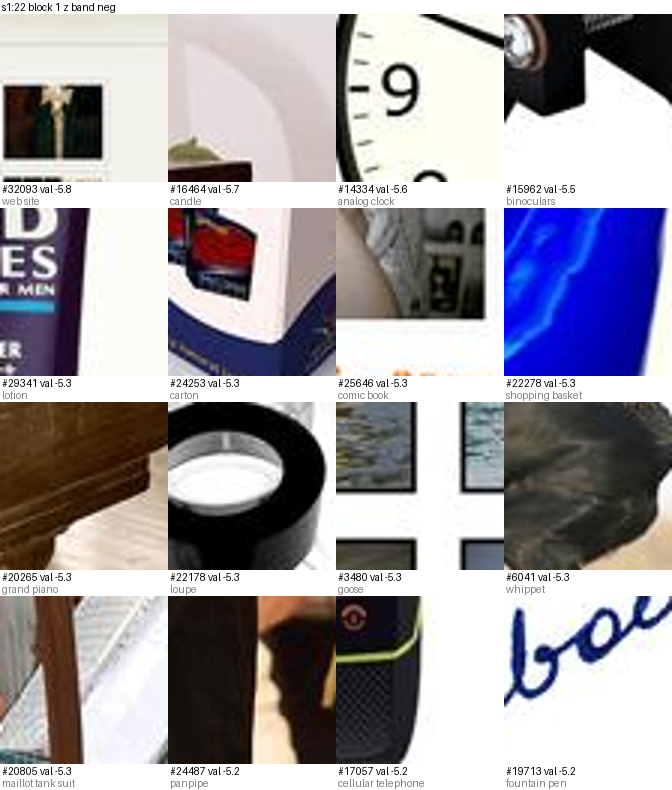 s1:22 block 1 z band neg
#32093 val -5.8
web site
#16464 val -5.7
candle
9
#14334 val -5.6
analog clock
#15962 val -5.5
binoculars
D
ES
R MEN
ER
#29341 val -5.3
lotion
#24253 val -5.3
carton
#25646 val -5.3
comic book
#22278 val -5.3
shopping basket
#20265 val -5.3
grand piano
#22178 val -5.3
loupe
#3480 val -5.3
goose
#6041 val -5.3
whippet
#20805 val -5.3
maillot tank suit
#24487 val -5.2
panpipe
#17057 val -5.2
cellular telephone
bou
#19713 val -5.2
fountain pen